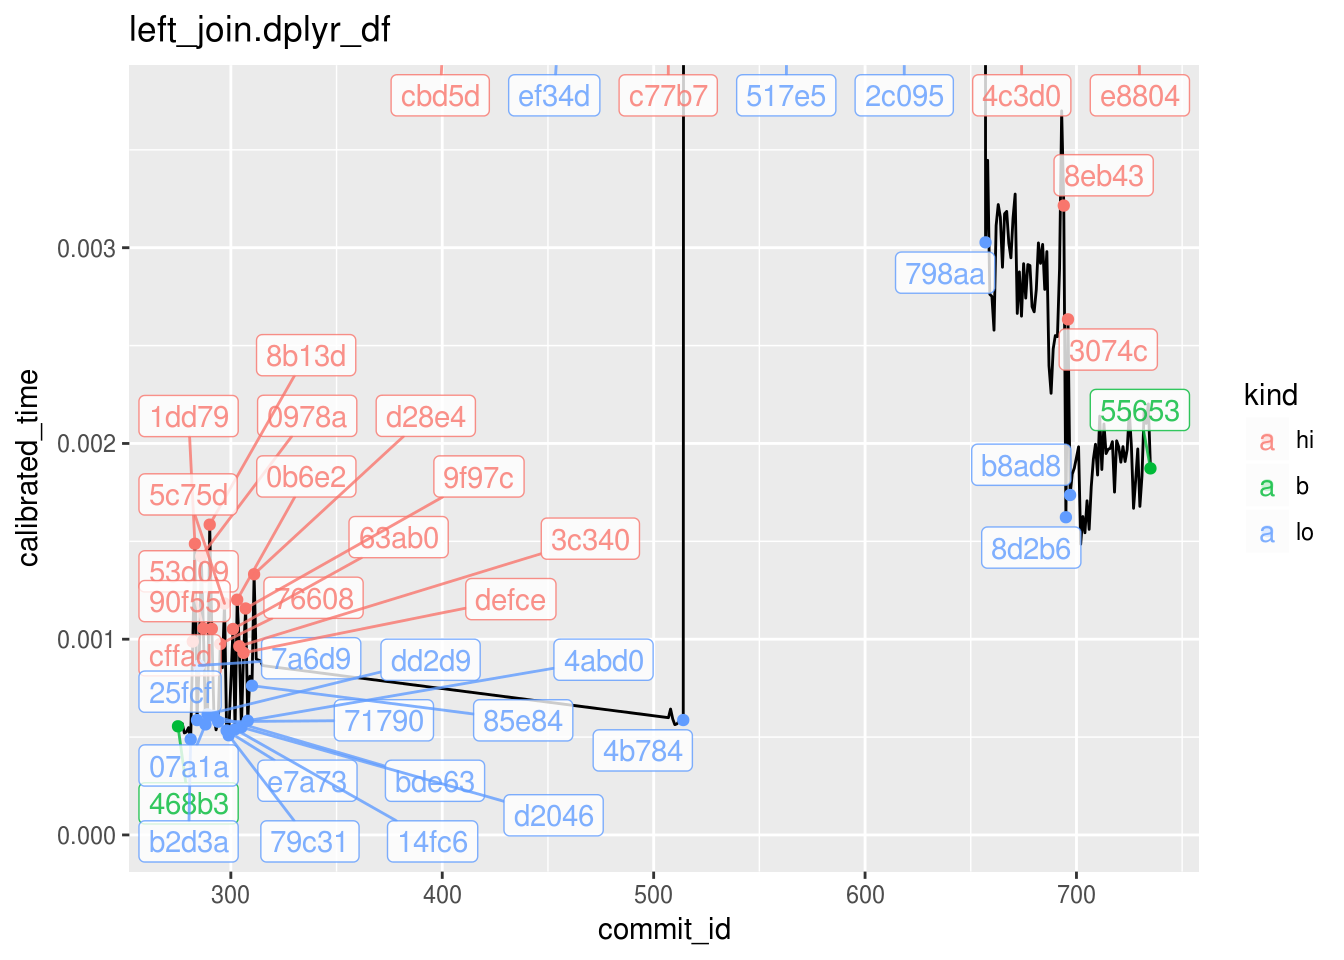 left_join.dplyr_df
cbd5d
ef34d
c77b7
517e5
2c095
4c3d0
e8804
8eb43
0.003
798aa
8b13d
3074c
1dd79
0978a
d28e4
55653
kind
0.002
a hi
b8ad8
0b6e2
9f97c
5c75d
a b
63ab0
3c340
8d2b6
a lo
53d09
90f55
76608
defce
0.001
cffad
7a6d9
dd2d9
4abd0
25fcf
71790
85e84
4b784
07a1a
e7a73
bde63
468b3
d2046
0.000
b2d3a
79c31
14fc6
300
400
500
600
700
commit_id
calibrated_time